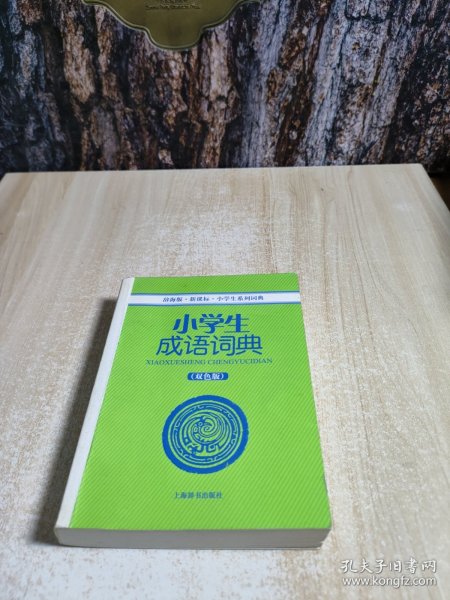 辞海版·新课标·小学生系列词典
小学生
成语词典
XIAOXUESHENG CHENGYUCIDIAN
（双色版）
上海辞书出版社
孔夫子旧书网
www.kongfz.com